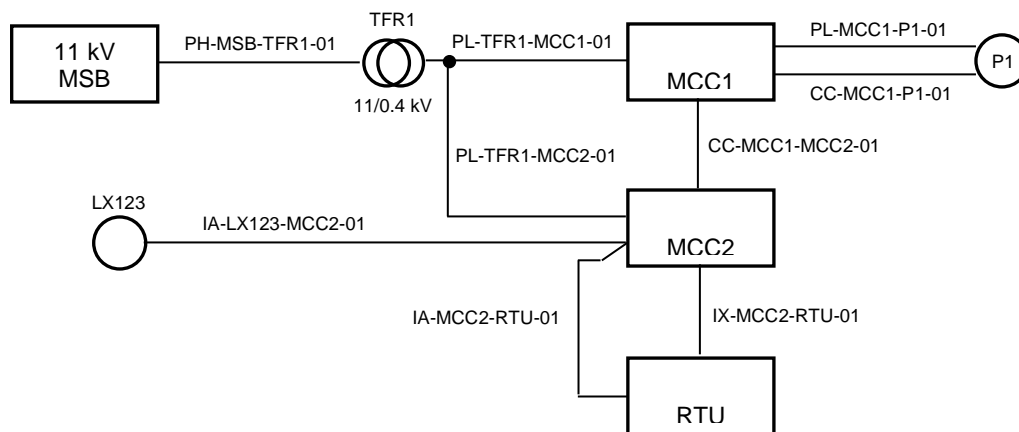 TFR1
11 kV
MSB
PH-MSB-TFR1-01
PL-TFR1-MCC1-01
MCC1
PL-MCC1-P1-01
P1
CC-MCC1-P1-01
11/0.4 kV
PL-TFR1-MCC2-01
CC-MCC1-MCC2-01
LX123
IA-LX123-MCC2-01
MCC2
IA-MCC2-RTU-01
IX-MCC2-RTU-01
RTU